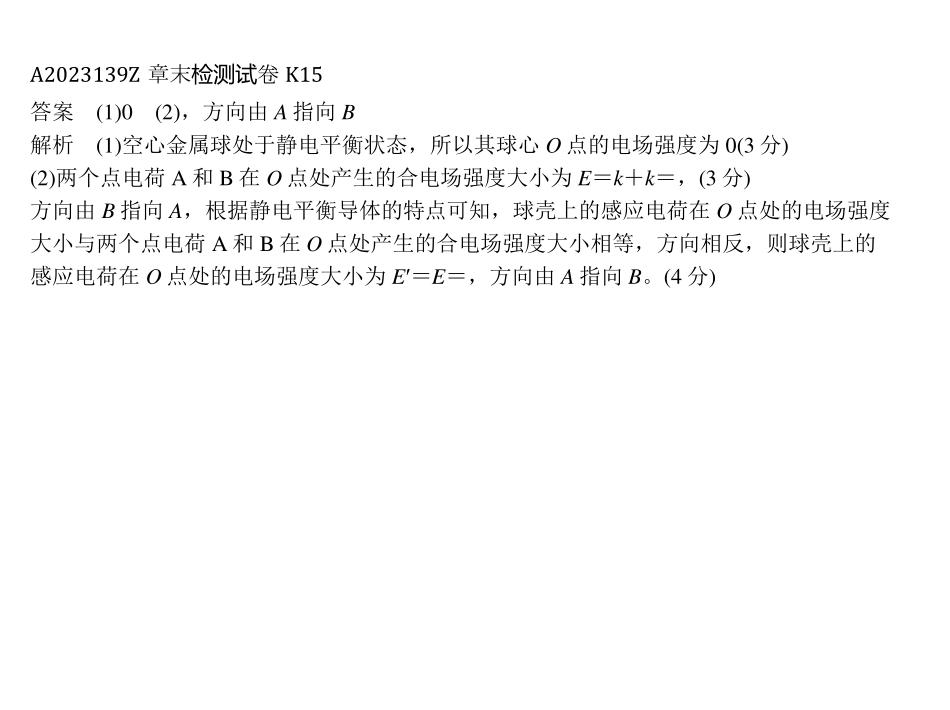 A2023139Z 章末检测试卷 K15
答案　(1)0　(2)，方向由 A 指向 B
解析　(1)空心金属球处于静电平衡状态，所以其球心 O 点的电场强度为 0(3 分)
(2)两个点电荷 A 和 B 在 O 点处产生的合电场强度大小为 E＝k＋k＝，(3 分)
方向由 B 指向 A，根据静电平衡导体的特点可知，球壳上的感应电荷在 O 点处的电场强度
大小与两个点电荷 A 和 B 在 O 点处产生的合电场强度大小相等，方向相反，则球壳上的
感应电荷在 O 点处的电场强度大小为 E′＝E＝，方向由 A 指向 B。(4 分)